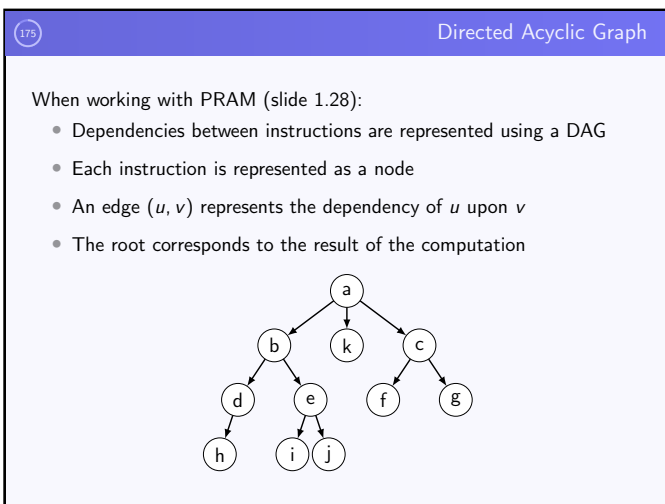 175
Directed Acyclic Graph
When working with PRAM (slide 1.28):
• Dependencies between instructions are represented using a DAG
• Each instruction is represented as a node
• An edge (u, v) represents the dependency of u upon v
• The root corresponds to the result of the computation
a
b k c
d e f g
h i j